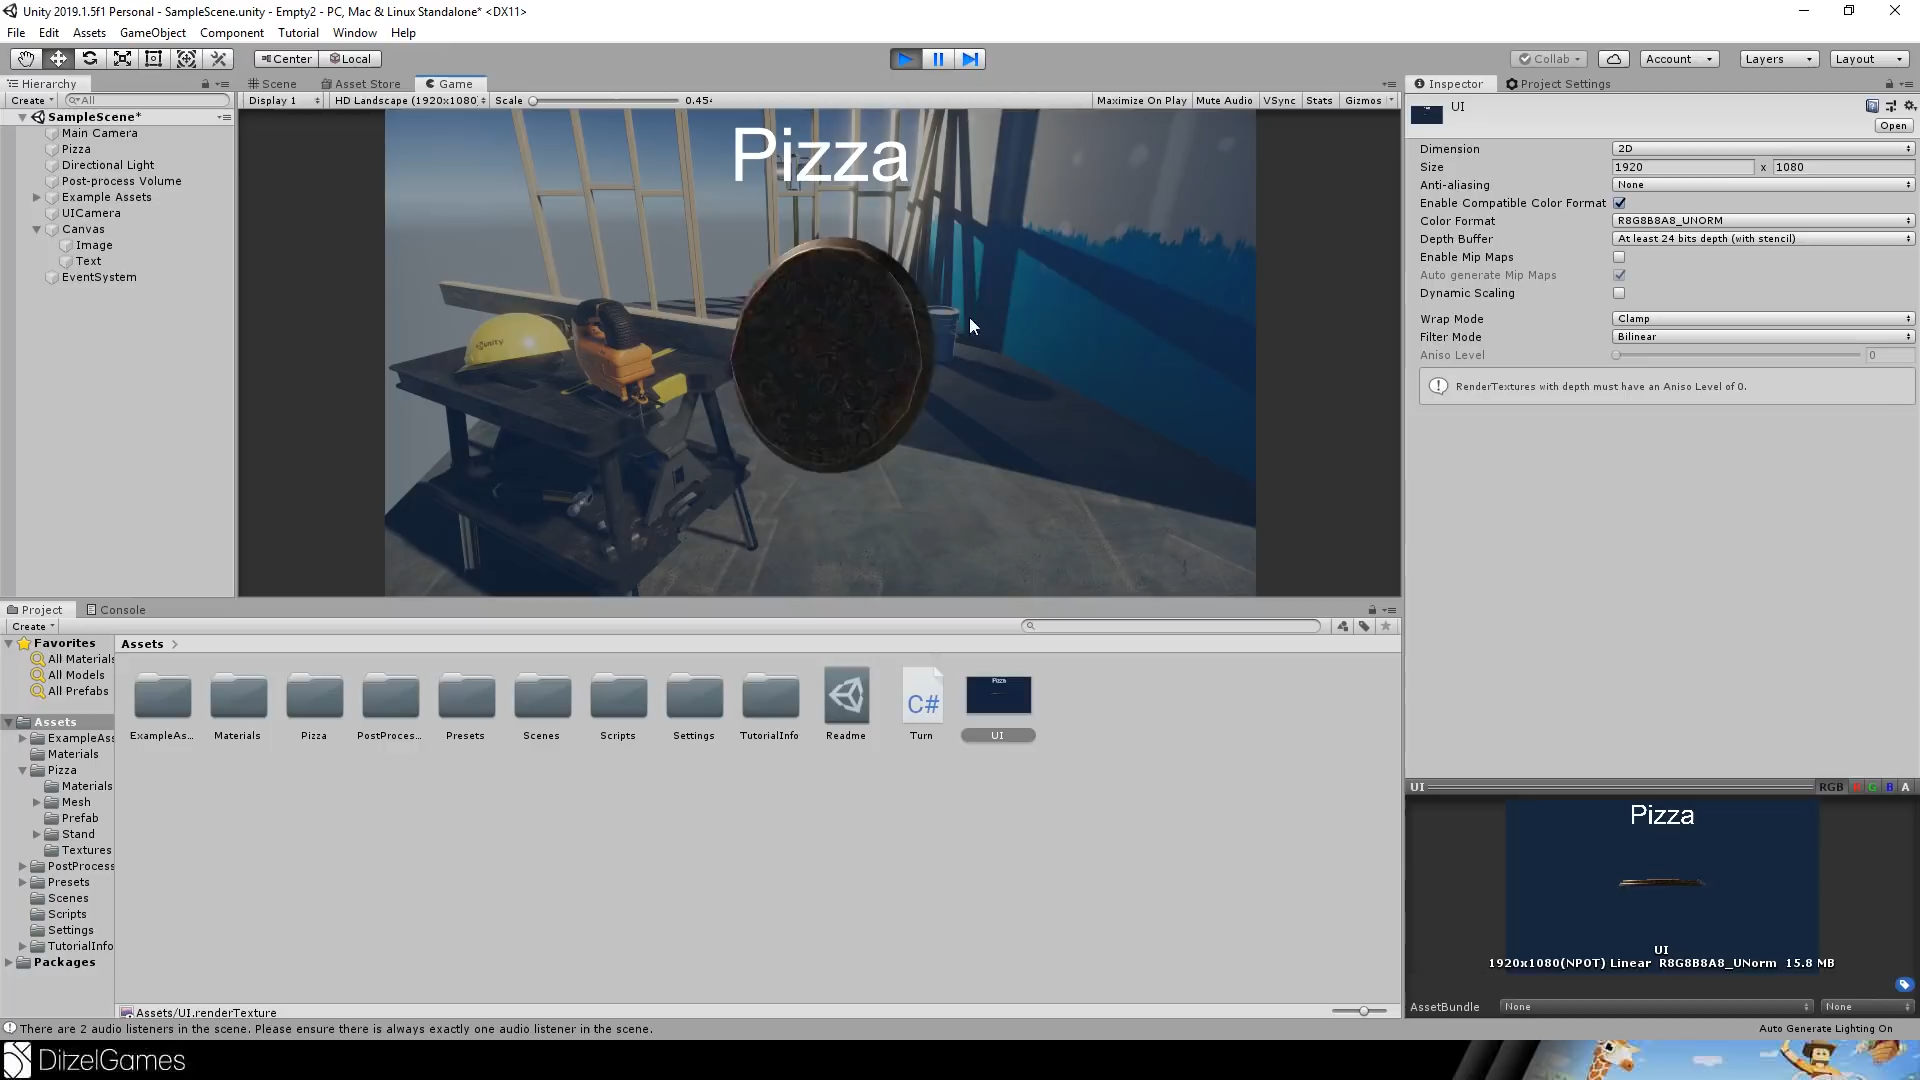 Unity 2019.1.5f1 Personal - SampleScene.unity - Empty2 - PC, Mac & Linux Standalone* <DX11>
File Edit Assets GameObject Component Tutorial Window Help
Center Local Collab Account Layers Layout
Hierarchy Scene Asset Store Game Inspector Project Settings
Create All Display 1 HD Landscape (1920x1080) Scale 0.45 Maximize On Play Mute Audio VSync Stats Gizmos
SampleScene*
Main Camera
Pizza
Directional Light
Post-process Volume
Example Assets
UICamera
Canvas
Image
Text
EventSystem
Pizza
unity
UI
Open
Dimension 2D
Size 1920 x 1080
Anti-aliasing None
Enable Compatible Color Format
Color Format R8G8B8A8_UNORM
Depth Buffer At least 24 bits depth (with stencil)
Enable Mip Maps
Auto generate Mip Maps
Dynamic Scaling
Wrap Mode Clamp
Filter Mode Bilinear
Aniso Level 0
RenderTextures with depth must have an Aniso Level of 0.
Project Console
Create
Favorites
All Materials
All Models
All Prefabs
Assets
ExampleAss
Materials
Pizza
Materials
Mesh
Prefab
Stand
Textures
PostProcess
Presets
Scenes
Scripts
Settings
TutorialInfo
Packages
Assets
ExampleAs... Materials Pizza PostProces... Presets Scenes Scripts Settings TutorialInfo Readme Turn UI
C#
Pizza
Assets/UI.renderTexture
UI RGB R G B A
Pizza
UI
1920x1080(NPOT) Linear R8G8B8A8_UNorm 15.8 MB
AssetBundle None None
There are 2 audio listeners in the scene. Please ensure there is always exactly one audio listener in the scene.
Auto Generate Lighting On
DitzelGames